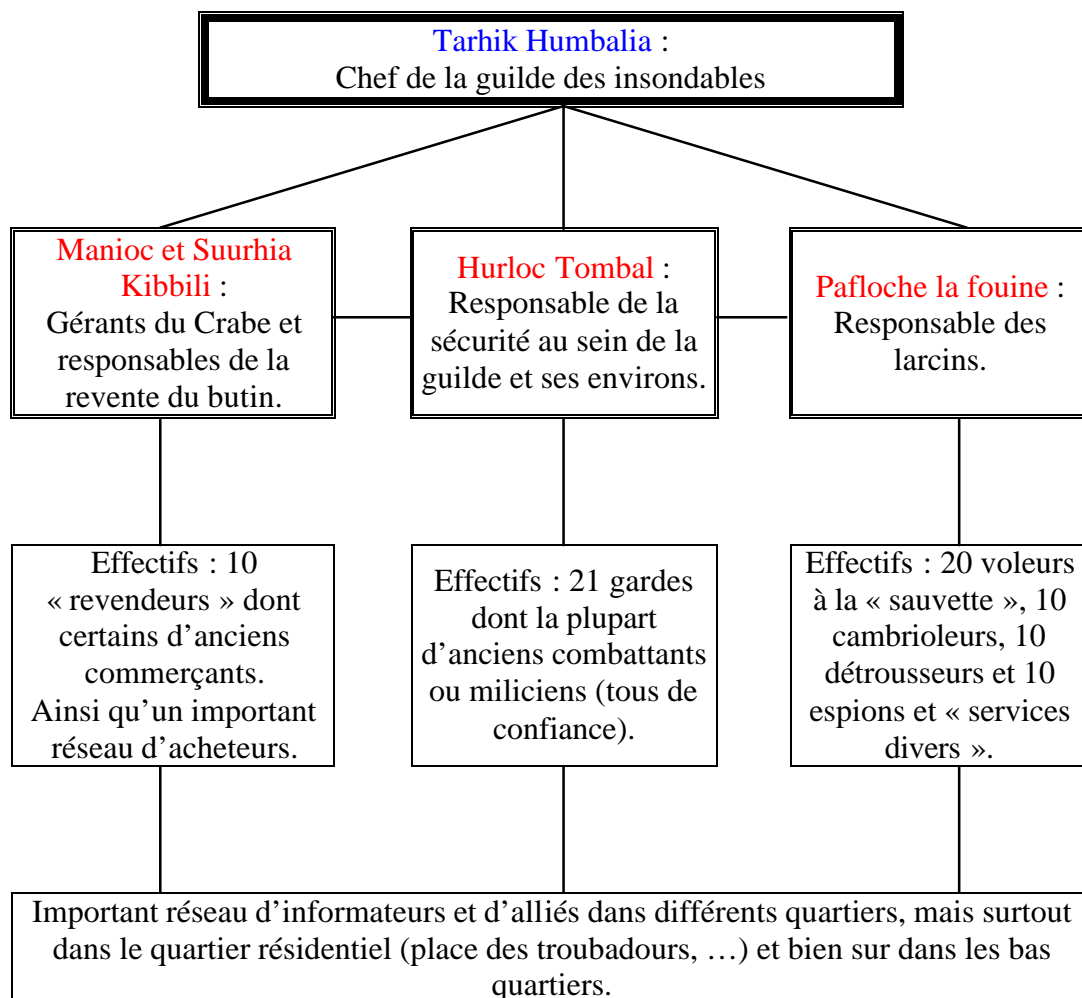 Tarhik Humbalia :
Chef de la guilde des insondables
Manioc et Suurhia
Kibbili :
Gérants du Crabe et
responsables de la
revente du butin.
Hurloc Tombal :
Responsable de la
sécurité au sein de la
guilde et ses environs.
Pafloche la fouine :
Responsable des
larcins.
Effectifs : 10
« revendeurs » dont
certains d’anciens
commerçants.
Ainsi qu’un important
réseau d’acheteurs.
Effectifs : 21 gardes
dont la plupart
d’anciens combattants
ou miliciens (tous de
confiance).
Effectifs : 20 voleurs
à la « sauvette », 10
cambrioleurs, 10
détrousseurs et 10
espions et « services
divers ».
Important réseau d’informateurs et d’alliés dans différents quartiers, mais surtout
dans le quartier résidentiel (place des troubadours, …) et bien sur dans les bas
quartiers.